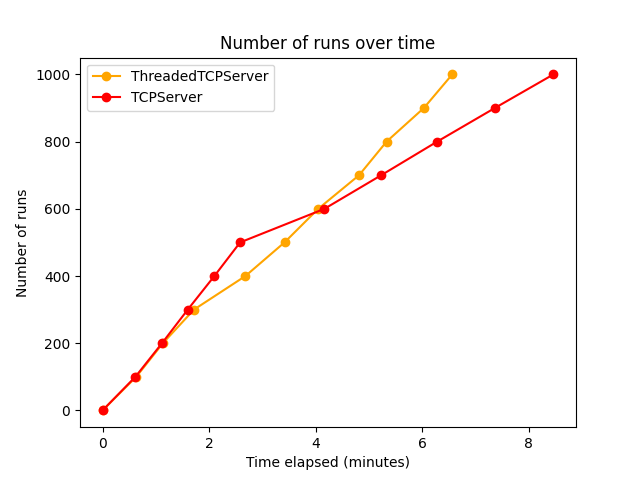 Number of runs over time
ThreadedTCPServer
TCPServer
1000
800
600
400
200
0
Number of runs
0 2 4 6 8
Time elapsed (minutes)